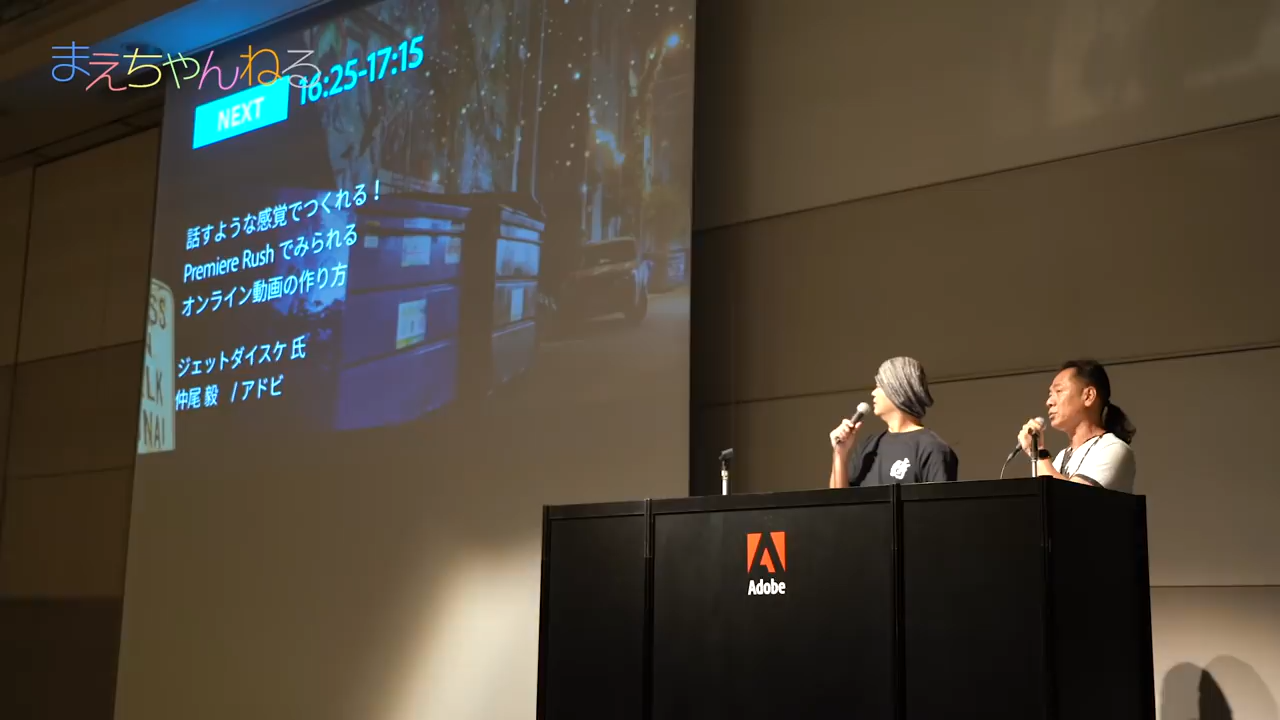 まえちゃんねる
NEXT 16:25-17:15
話すような感覚でつくれる！
Premiere Rush でみられる
オンライン動画の作り方
ジェットダイスケ 氏
仲尾 毅 / アドビ
SS
LK
NAI
Adobe